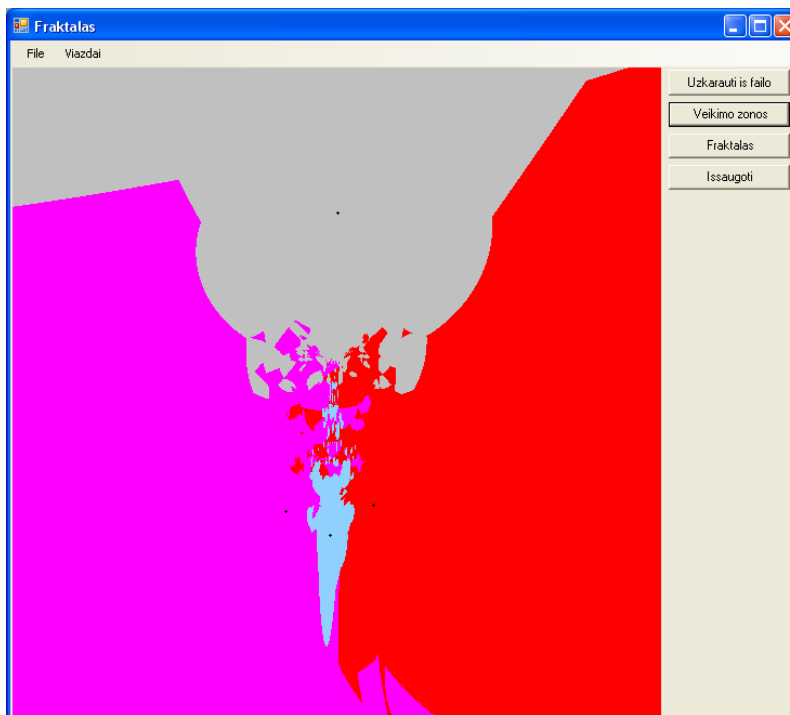 Fraktalas
File Viazdai
Uzkarauti is failo
Veikimo zonos
Fraktalas
Issaugoti